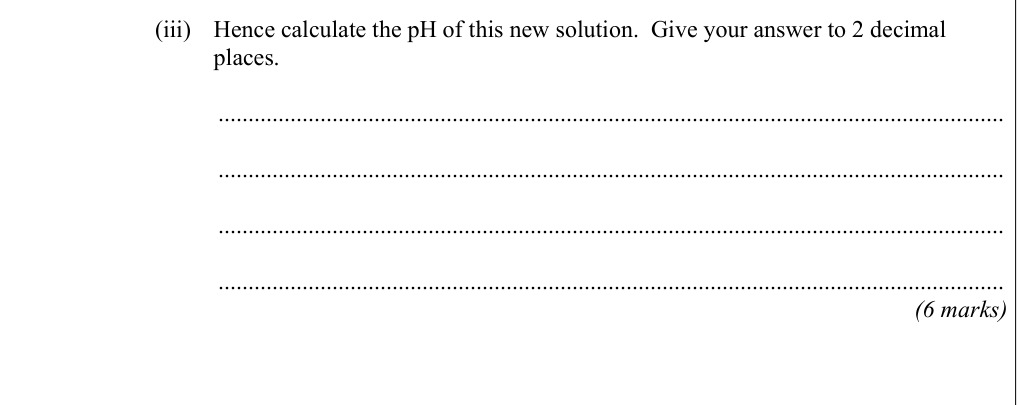 (iii) Hence calculate the pH of this new solution. Give your answer to 2 decimal
places.
................................................................................
................................................................................
................................................................................
................................................................................
(6 marks)